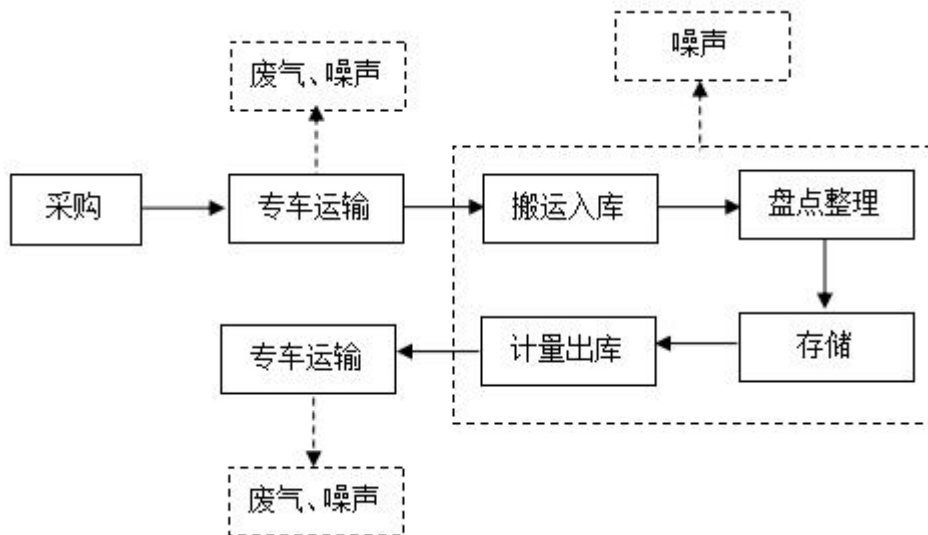 噪声
废气、噪声
采购
专车运输
搬运入库
盘点整理
专车运输
计量出库
存储
废气、噪声